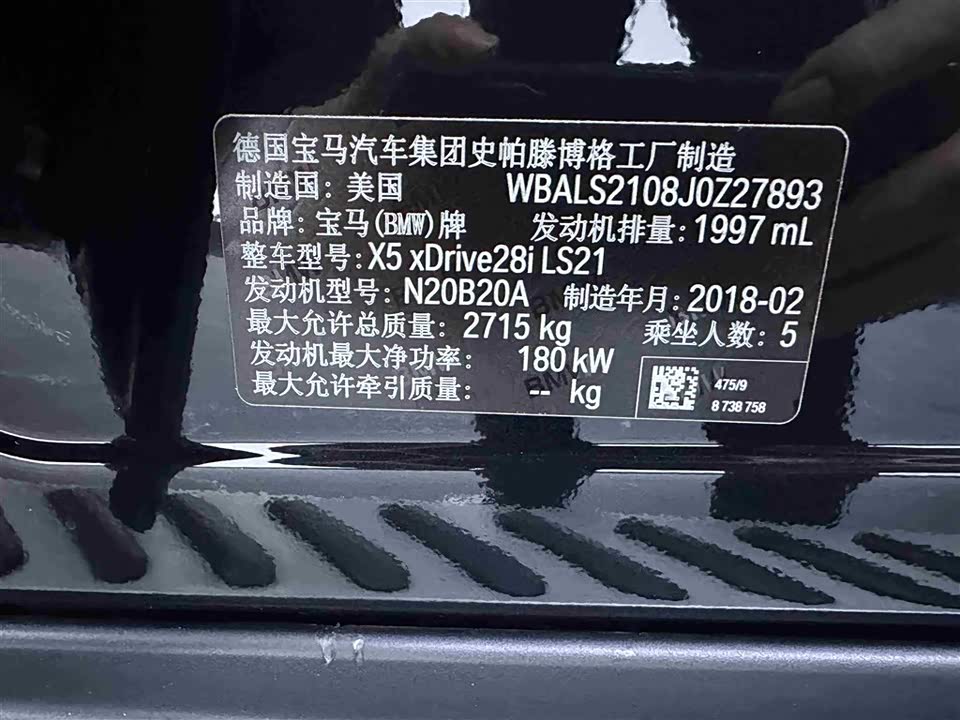 德国宝马汽车集团史帕滕博格工厂制造
制造国: 美国 WBALS2108J0Z27893
品牌: 宝马(BMW)牌 发动机排量: 1997 mL
整车型号: X5 xDrive28i LS21
发动机型号: N20B20A 制造年月: 2018-02
最大允许总质量: 2715 kg 乘坐人数: 5
发动机最大净功率: 180 kW
最大允许牵引质量: -- kg
475/9
8 738 758